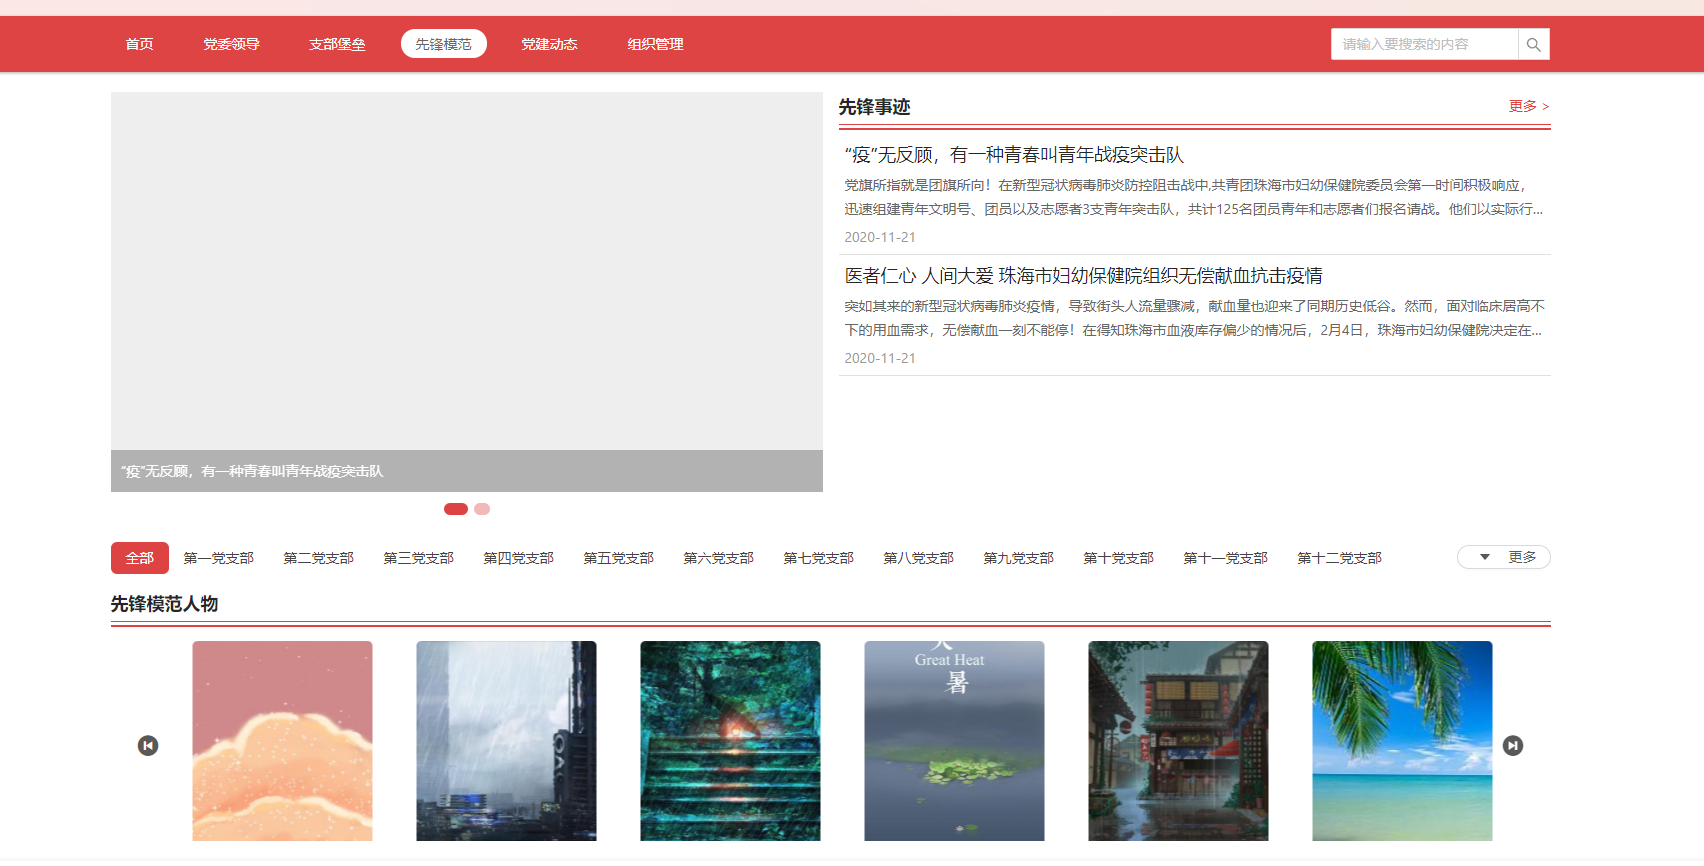 首页 党委领导 支部堡垒 先锋模范 党建动态 组织管理 请输入要搜索的内容
先锋事迹 更多 >
“疫”无反顾，有一种青春叫青年战疫突击队
党旗所指就是团旗所向！在新型冠状病毒肺炎防控阻击战中,共青团珠海市妇幼保健院委员会第一时间积极响应，
迅速组建青年文明号、团员以及志愿者3支青年突击队，共计125名团员青年和志愿者们报名请战。他们以实际行...
2020-11-21
医者仁心 人间大爱 珠海市妇幼保健院组织无偿献血抗击疫情
突如其来的新型冠状病毒肺炎疫情，导致街头人流量骤减，献血量也迎来了同期历史低谷。然而，面对临床居高不
下的用血需求，无偿献血一刻不能停！在得知珠海市血液库存偏少的情况后，2月4日，珠海市妇幼保健院决定在...
2020-11-21
“疫”无反顾，有一种青春叫青年战疫突击队
全部 第一党支部 第二党支部 第三党支部 第四党支部 第五党支部 第六党支部 第七党支部 第八党支部 第九党支部 第十党支部 第十一党支部 第十二党支部 更多
先锋模范人物
Great Heat
暑